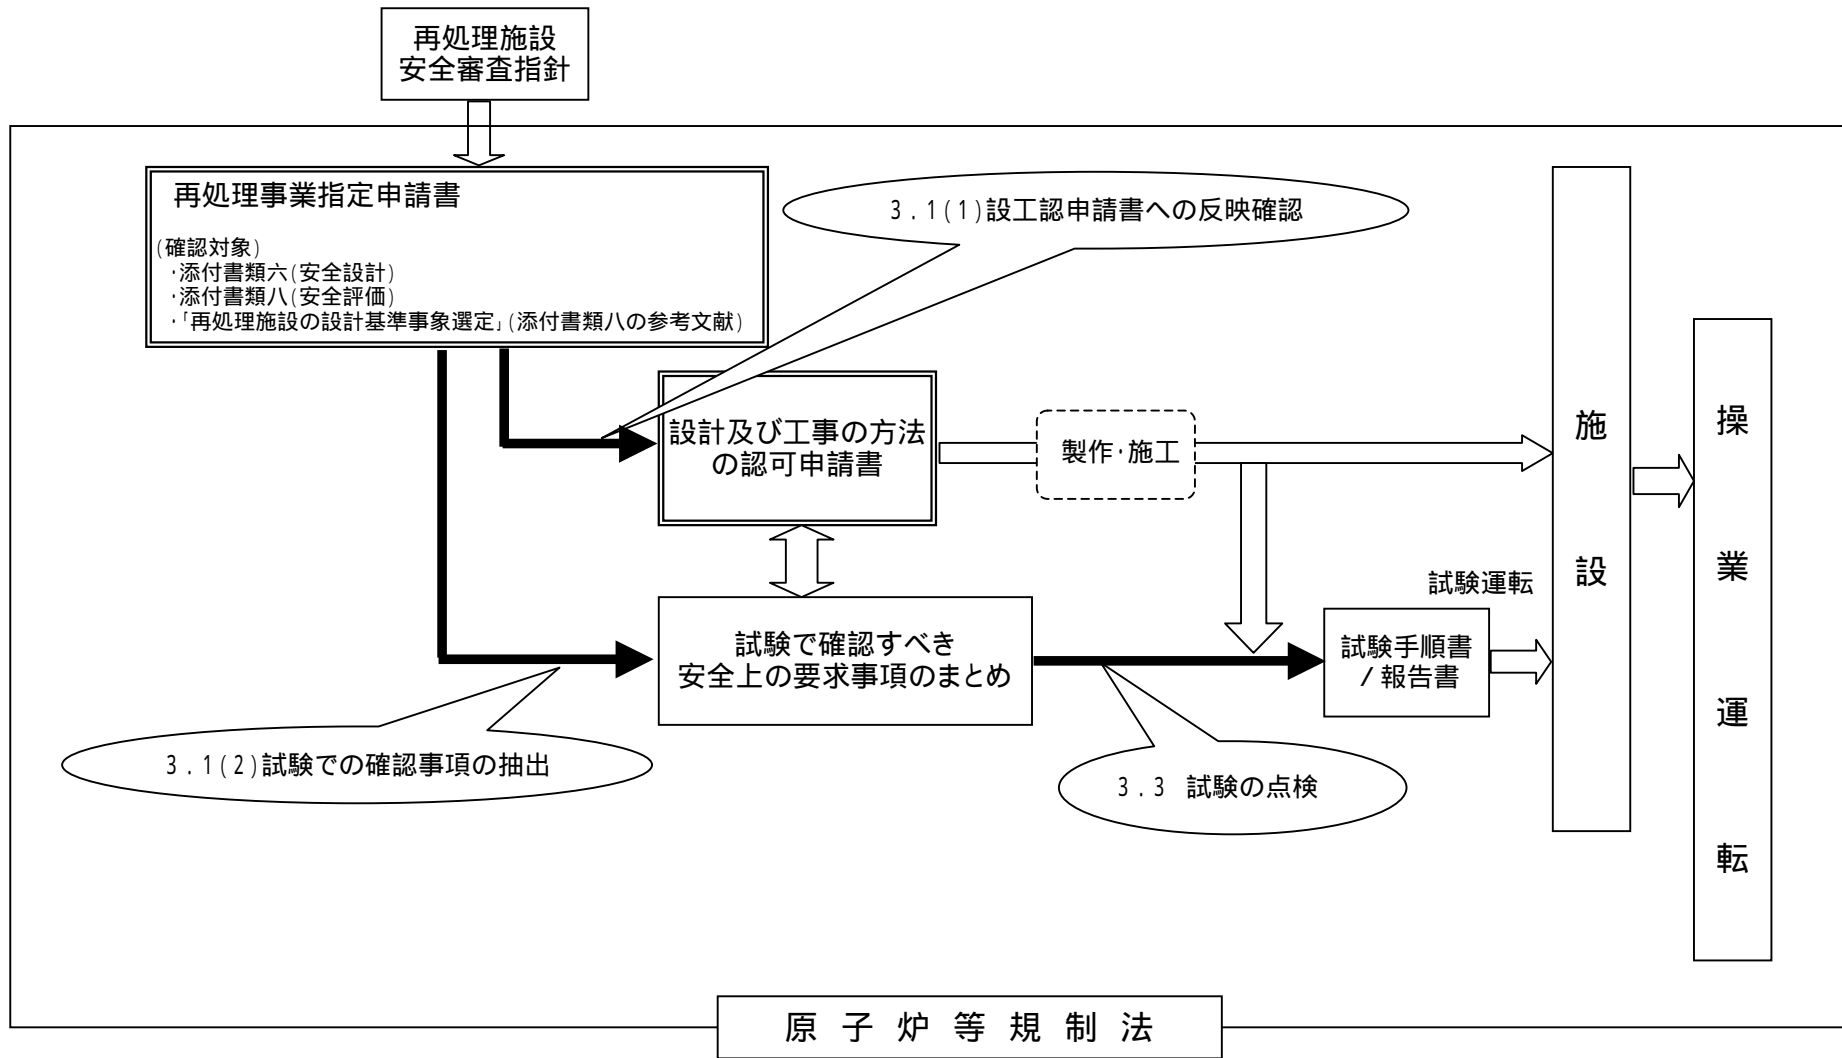 再処理施設
安全審査指針
再処理事業指定申請書
(確認対象)
・添付書類六(安全設計)
・添付書類八(安全評価)
・「再処理施設の設計基準事象選定」(添付書類八の参考文献)
3.1(1)設工認申請書への反映確認
設計及び工事の方法
の認可申請書
製作・施工
施設
操業運転
試験で確認すべき
安全上の要求事項のまとめ
試験運転
試験手順書
/報告書
3.1(2)試験での確認事項の抽出
3.3 試験の点検
原子炉等規制法